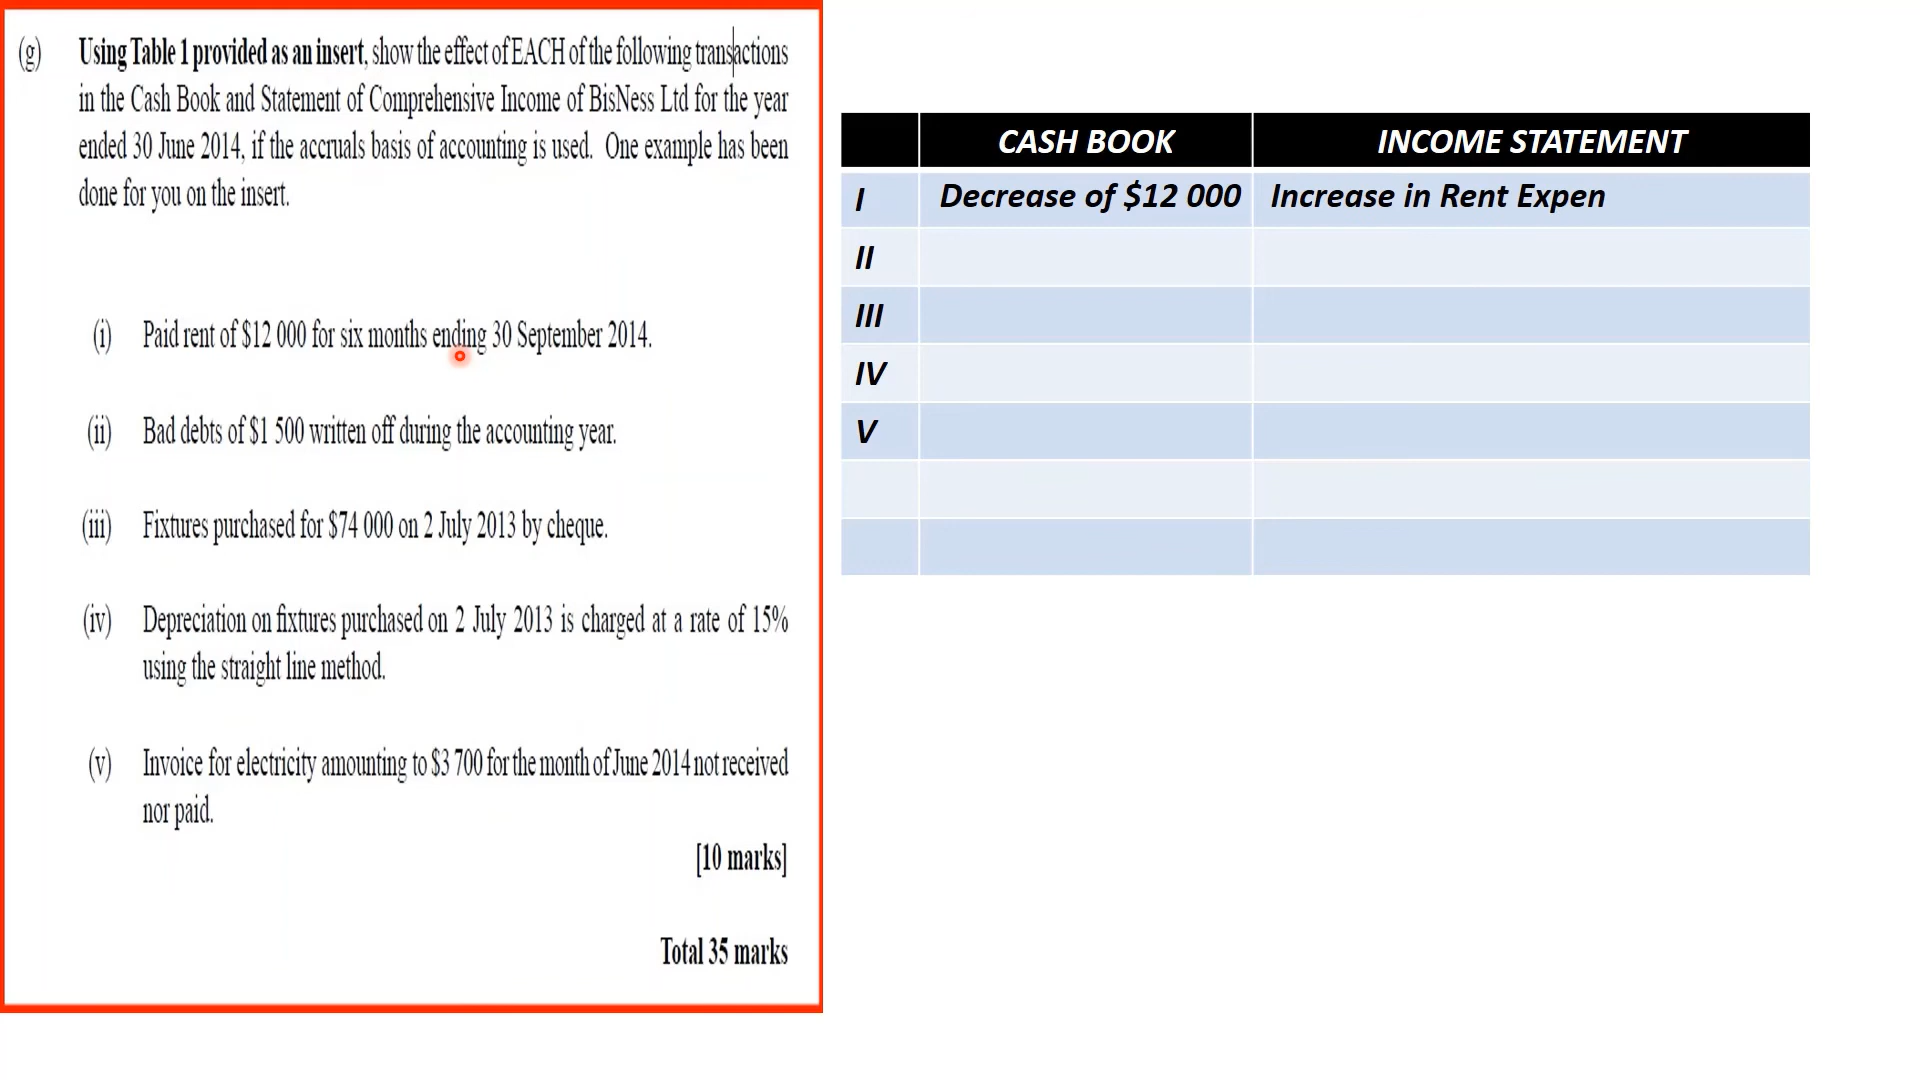 (g) Using Table 1 provided as an insert, show the effect of EACH of the following transactions
in the Cash Book and Statement of Comprehensive Income of BisNess Ltd for the year
ended 30 June 2014, if the accruals basis of accounting is used. One example has been
done for you on the insert.
(i) Paid rent of $12 000 for six months ending 30 September 2014.
(ii) Bad debts of $1 500 written off during the accounting year.
(iii) Fixtures purchased for $74 000 on 2 July 2013 by cheque.
(iv) Depreciation on fixtures purchased on 2 July 2013 is charged at a rate of 15%
using the straight line method.
(v) Invoice for electricity amounting to $3 700 for the month of June 2014 not received
nor paid.
[10 marks]
Total 35 marks
CASH BOOK INCOME STATEMENT
I Decrease of $12 000 Increase in Rent Expen
II
III
IV
V